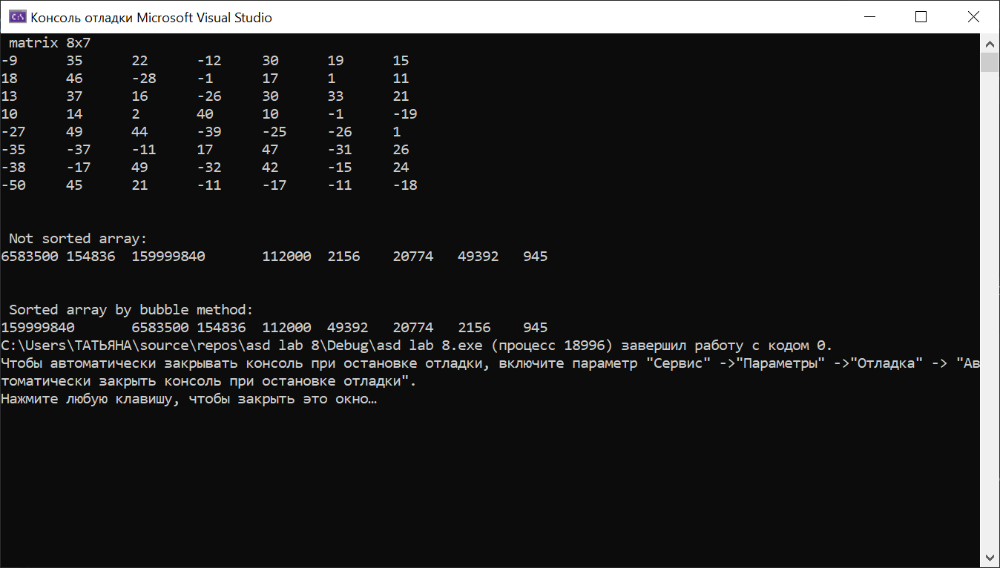 Консоль отладки Microsoft Visual Studio
matrix 8x7
-9 35 22 -12 30 19 15
18 46 -28 -1 17 1 11
13 37 16 -26 30 33 21
10 14 2 40 10 -1 -19
-27 49 44 -39 -25 -26 1
-35 -37 -11 17 47 -31 26
-38 -17 49 -32 42 -15 24
-50 45 21 -11 -17 -11 -18
Not sorted array:
6583500 154836 159999840 112000 2156 20774 49392 945
Sorted array by bubble method:
159999840 6583500 154836 112000 49392 20774 2156 945
C:\Users\ТАТЬЯНА\source\repos\asd lab 8\Debug\asd lab 8.exe (процесс 18996) завершил работу с кодом 0.
Чтобы автоматически закрывать консоль при остановке отладки, включите параметр "Сервис" ->"Параметры" ->"Отладка" -> "Ав
томатически закрыть консоль при остановке отладки".
Нажмите любую клавишу, чтобы закрыть это окно…